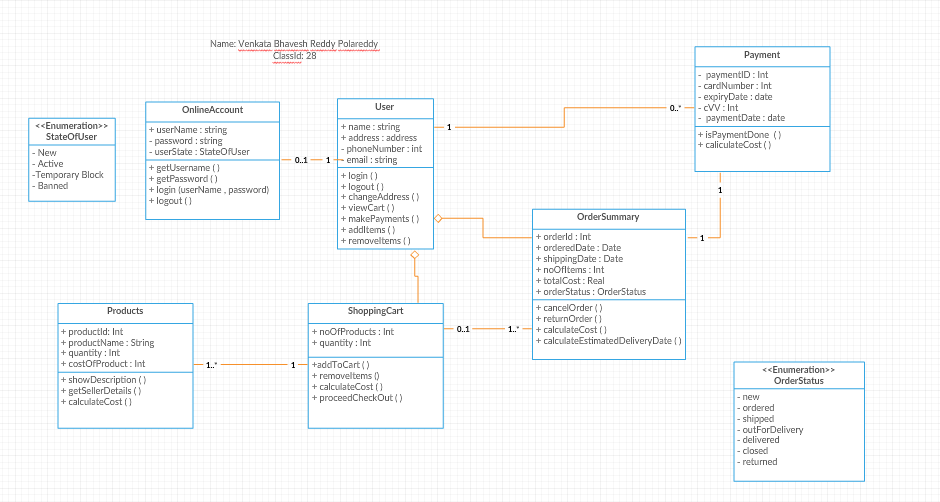 Name: Venkata Bhavesh Reddy Polareddy
ClassId: 28
Payment
- paymentID : Int
- cardNumber : Int
- expiryDate : date
- cVV : Int
- paymentDate : date
+ isPaymentDone ( )
+ caliculateCost ( )
User
+ name : string
+ address : address
- phoneNumber : int
- email : string
+ login ( )
+ logout ( )
+ changeAddress ( )
+ viewCart ( )
+ makePayments ( )
+ addItems ( )
+ removeItems ( )
OnlineAccount
+ userName : string
- password : string
- userState : StateOfUser
+ getUsername ( )
+ getPassword ( )
+ login (userName , password)
+ logout ( )
<<Enumeration>>
StateOfUser
- New
- Active
-Temporary Block
- Banned
0..1
1
1
0..*
1
1
OrderSummary
+ orderId : Int
+ orderedDate : Date
+ shippingDate : Date
+ noOfItems : Int
+ totalCost : Real
+ orderStatus : OrderStatus
+ cancelOrder ( )
+ returnOrder ( )
+ calculateCost ( )
+ calculateEstimatedDeliveryDate ( )
Products
+ productId: Int
+ productName : String
+ quantity : Int
+ costOfProduct : Int
+ showDescription ( )
+ getSellerDetails ( )
+ calculateCost ( )
1..*
1
ShoppingCart
+ noOfProducts : Int
+ quantity : Int
+addToCart ( )
+ removeItems ()
+ calculateCost ( )
+ proceedCheckOut ( )
0..1
1..*
<<Enumeration>>
OrderStatus
- new
- ordered
- shipped
- outForDelivery
- delivered
- closed
- returned